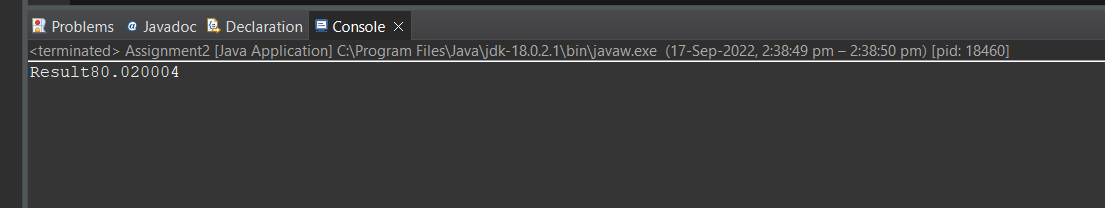 Problems @ Javadoc Declaration Console
<terminated> Assignment2 [Java Application] C:\Program Files\Java\jdk-18.0.2.1\bin\javaw.exe (17-Sep-2022, 2:38:49 pm – 2:38:50 pm) [pid: 18460]
Result80.020004